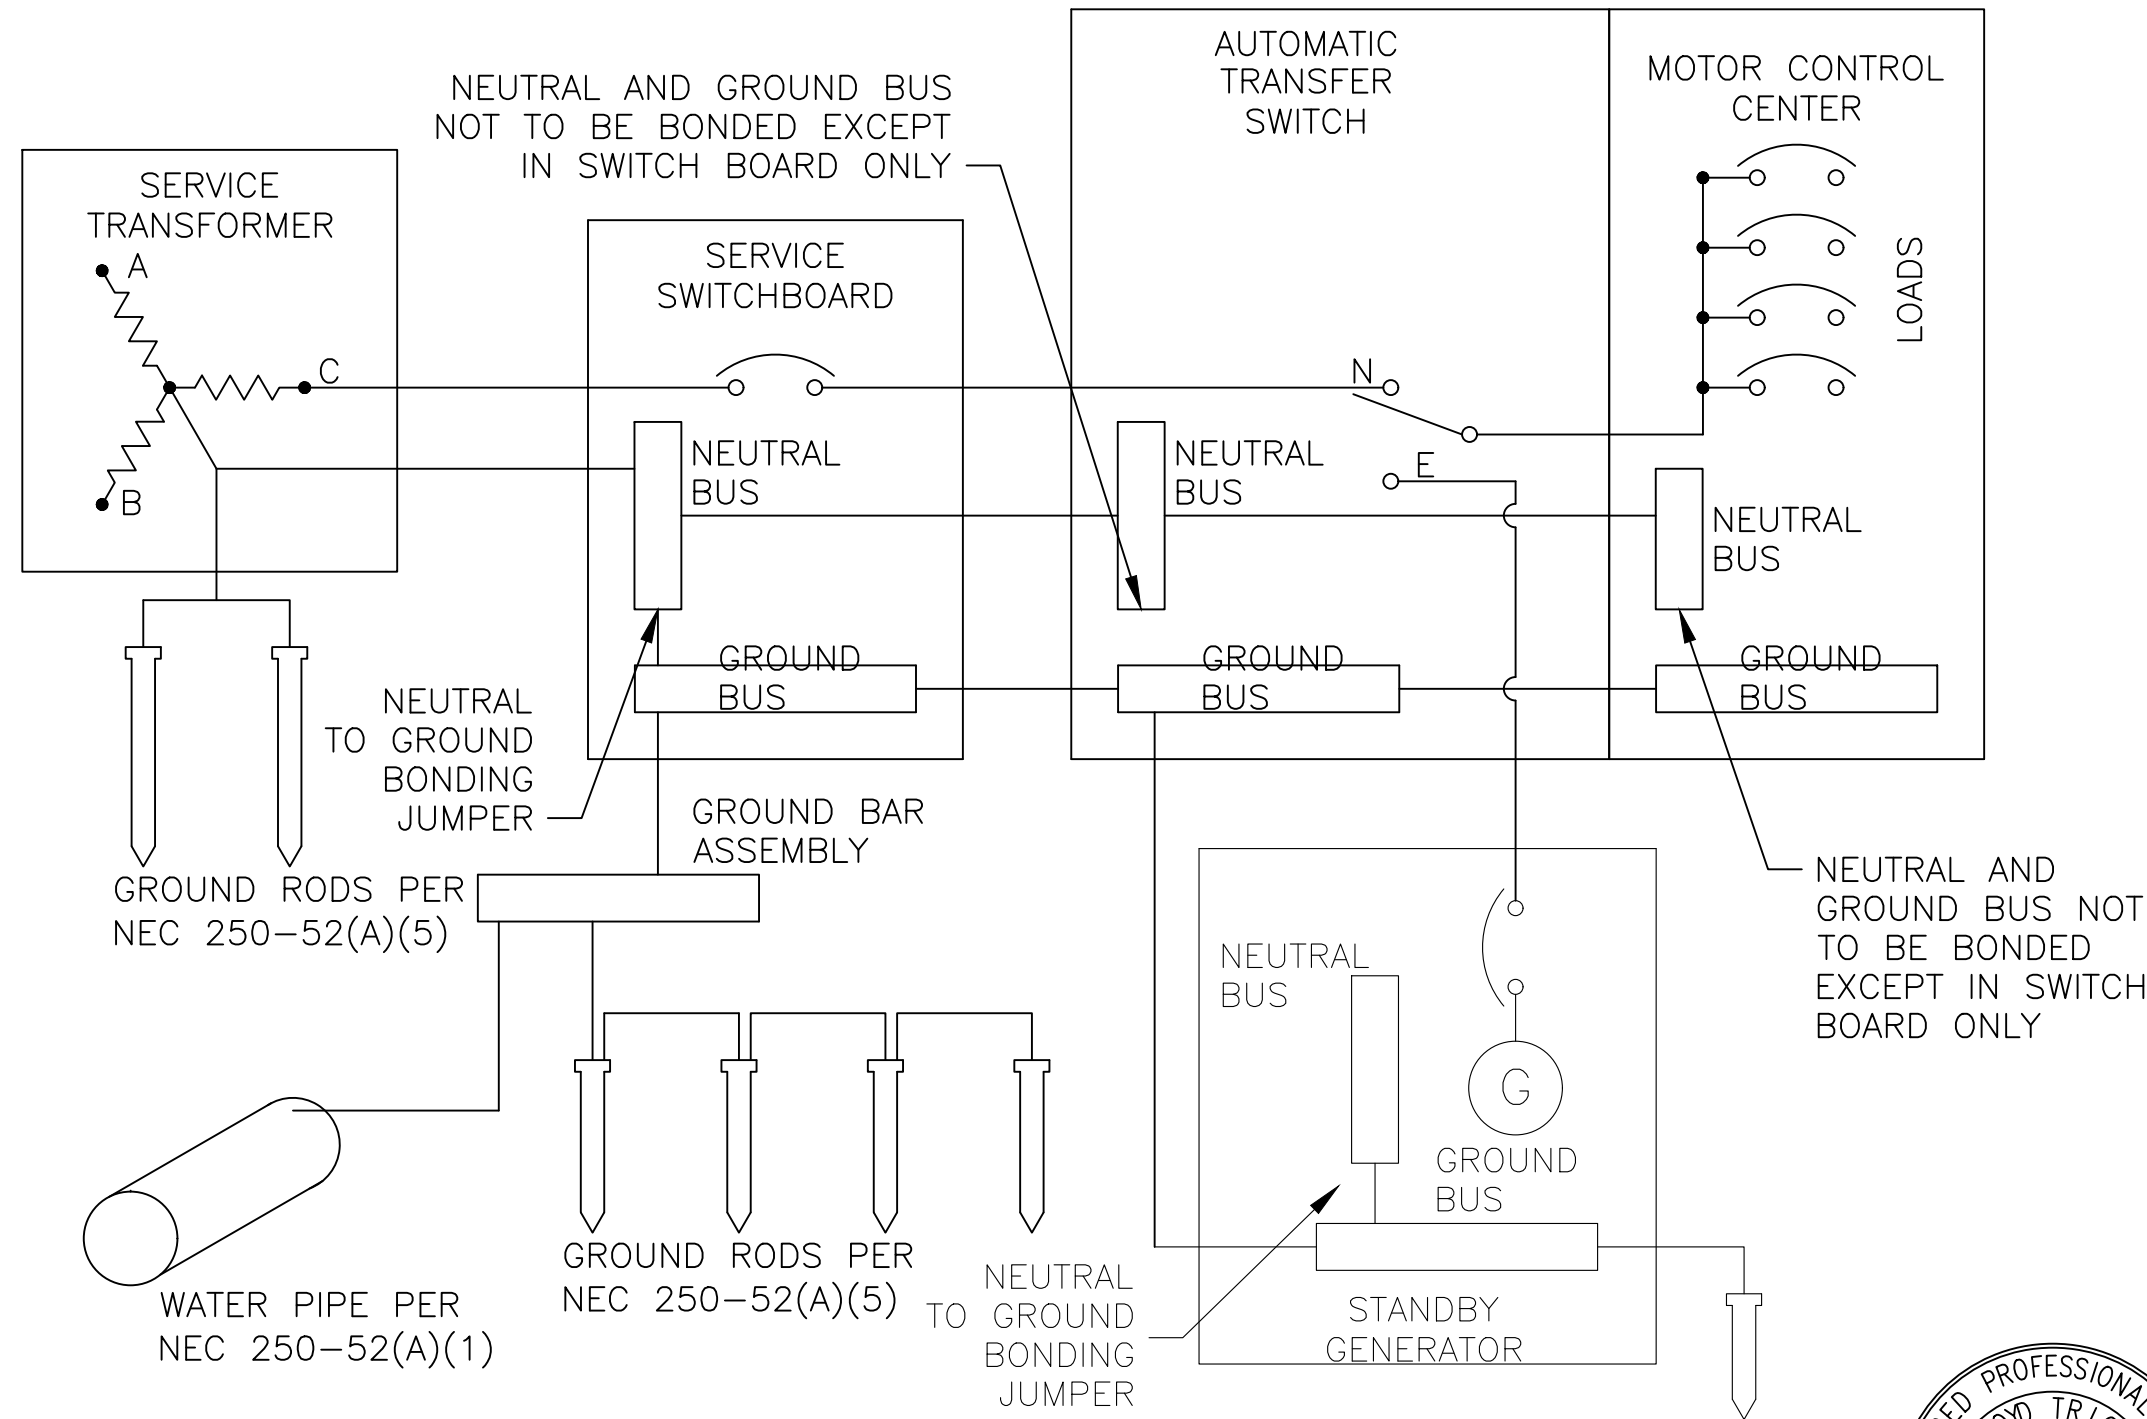 AUTOMATIC
TRANSFER
SWITCH
MOTOR CONTROL
CENTER
NEUTRAL AND GROUND BUS
NOT TO BE BONDED EXCEPT
IN SWITCH BOARD ONLY
SERVICE
TRANSFORMER
A
C
B
SERVICE
SWITCHBOARD
LOADS
N
E
NEUTRAL
BUS
NEUTRAL
BUS
NEUTRAL
BUS
GROUND
BUS
GROUND
BUS
GROUND
BUS
NEUTRAL
TO GROUND
BONDING
JUMPER
GROUND BAR
ASSEMBLY
GROUND RODS PER
NEC 250-52(A)(5)
NEUTRAL AND
GROUND BUS NOT
TO BE BONDED
EXCEPT IN SWITCH
BOARD ONLY
NEUTRAL
BUS
G
GROUND
BUS
GROUND RODS PER
NEC 250-52(A)(5)
WATER PIPE PER
NEC 250-52(A)(1)
NEUTRAL
TO GROUND
BONDING
JUMPER
STANDBY
GENERATOR
PROFESSIONAL